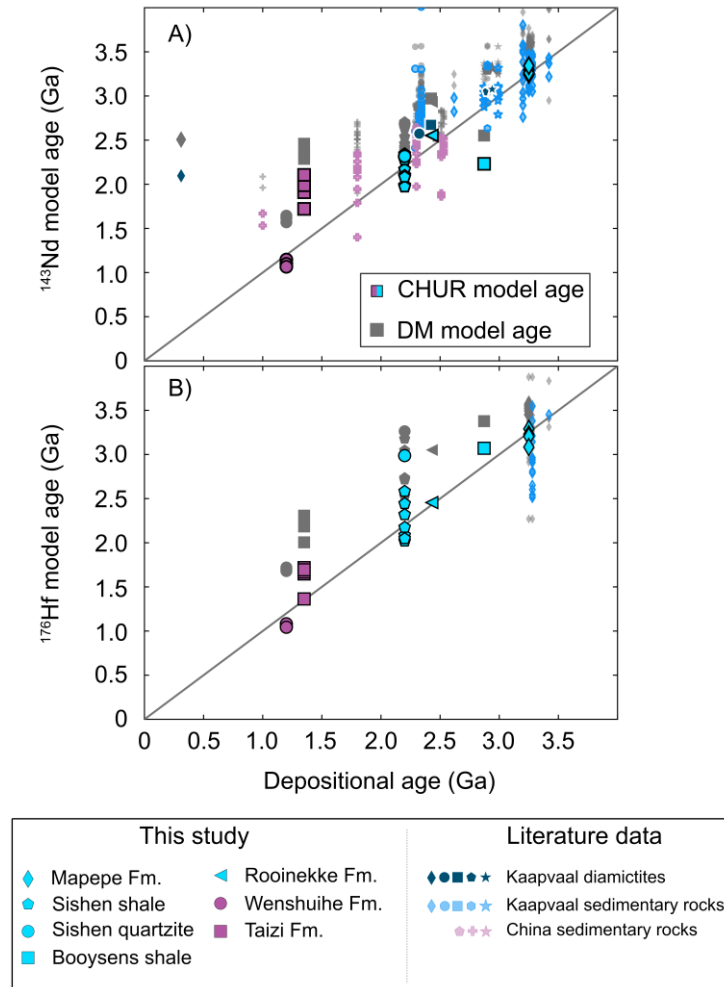 A)
4.0
3.5
3.0
2.5
2.0
1.5
1.0
0.5
0
¹⁴³Nd model age (Ga)
CHUR model age
DM model age
B)
4.0
3.5
3.0
2.5
2.0
1.5
1.0
0.5
0
¹⁷⁶Hf model age (Ga)
0 0.5 1.0 1.5 2.0 2.5 3.0 3.5
Depositional age (Ga)
This study
Mapepe Fm.
Sishen shale
Sishen quartzite
Booysens shale
Rooinekke Fm.
Wenshuihe Fm.
Taizi Fm.
Literature data
Kaapvaal diamictites
Kaapvaal sedimentary rocks
China sedimentary rocks